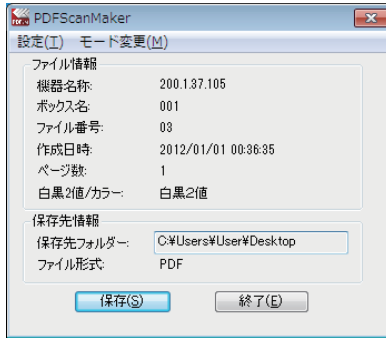 PDFScanMaker
設定(T) モード変更(M)
ファイル情報
機器名称: 200.1.37.105
ボックス名: 001
ファイル番号: 03
作成日時: 2012/01/01 00:36:35
ページ数: 1
白黒2値/カラー: 白黒2値
保存先情報
保存先フォルダー: C:¥Users¥User¥Desktop
ファイル形式: PDF
保存(S) 終了(E)